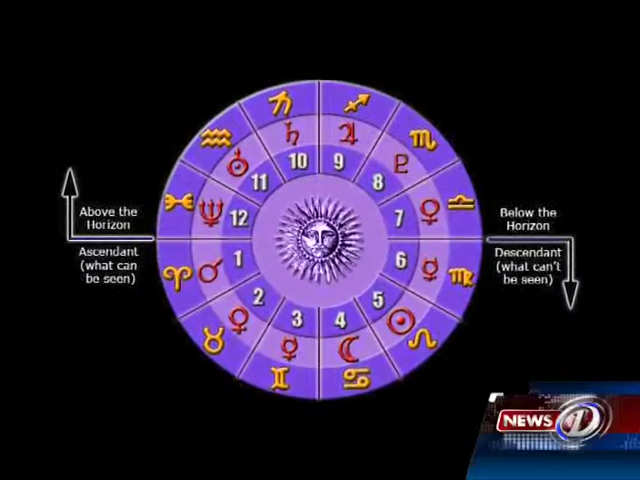 10
9
11
8
12
7
1
6
2
5
3
4
Above the
Horizon
Ascendant
(what can
be seen)
Below the
Horizon
Descendant
(what can't
be seen)
NEWS 1